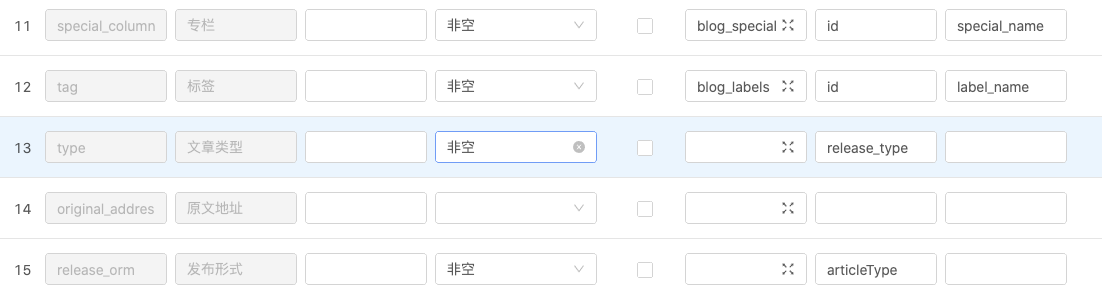 11 special_column 专栏 非空 blog_special id special_name
12 tag 标签 非空 blog_labels id label_name
13 type 文章类型 非空 release_type
14 original_addres 原文地址
15 release_orm 发布形式 非空 articleType